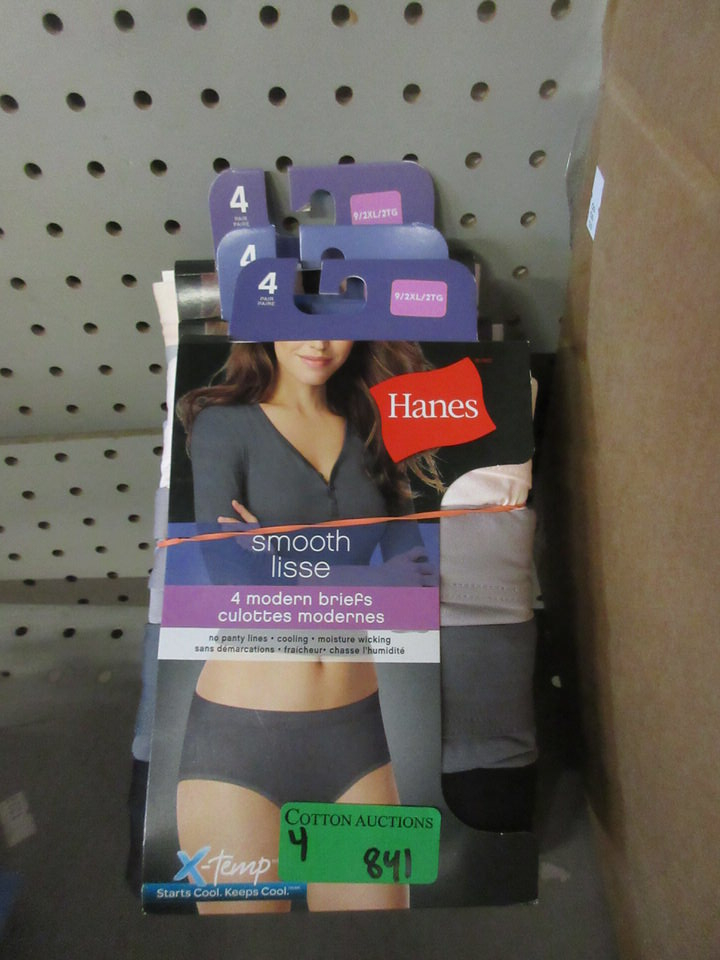 4
PAIR
PAIRE
9/2XL/2TG
4
4
PAIR
PAIRE
9/2XL/2TG
Hanes
smooth
lisse
4 modern briefs
culottes modernes
no panty lines • cooling • moisture wicking
sans démarcations • fraîcheur • chasse l'humidité
COTTON AUCTIONS
4
841
X-temp
Starts Cool. Keeps Cool.